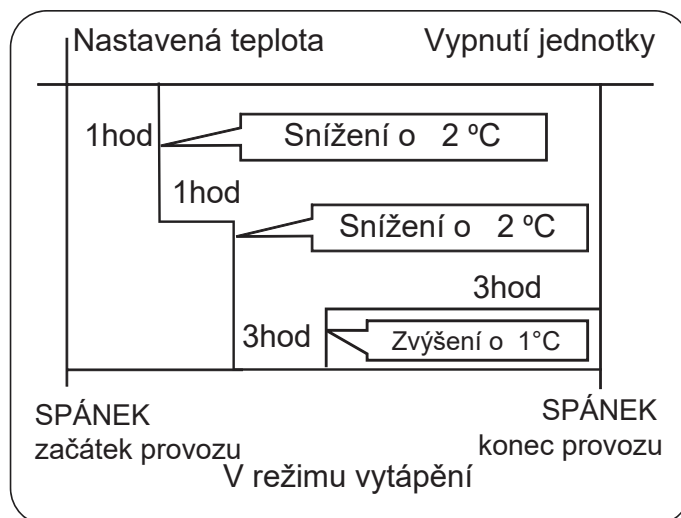 Nastavená teplota
Vypnutí jednotky
1hod
Snížení o 2 ºC
1hod
Snížení o 2 ºC
3hod
3hod
Zvýšení o 1°C
SPÁNEK
začátek provozu
SPÁNEK
konec provozu
V režimu vytápění